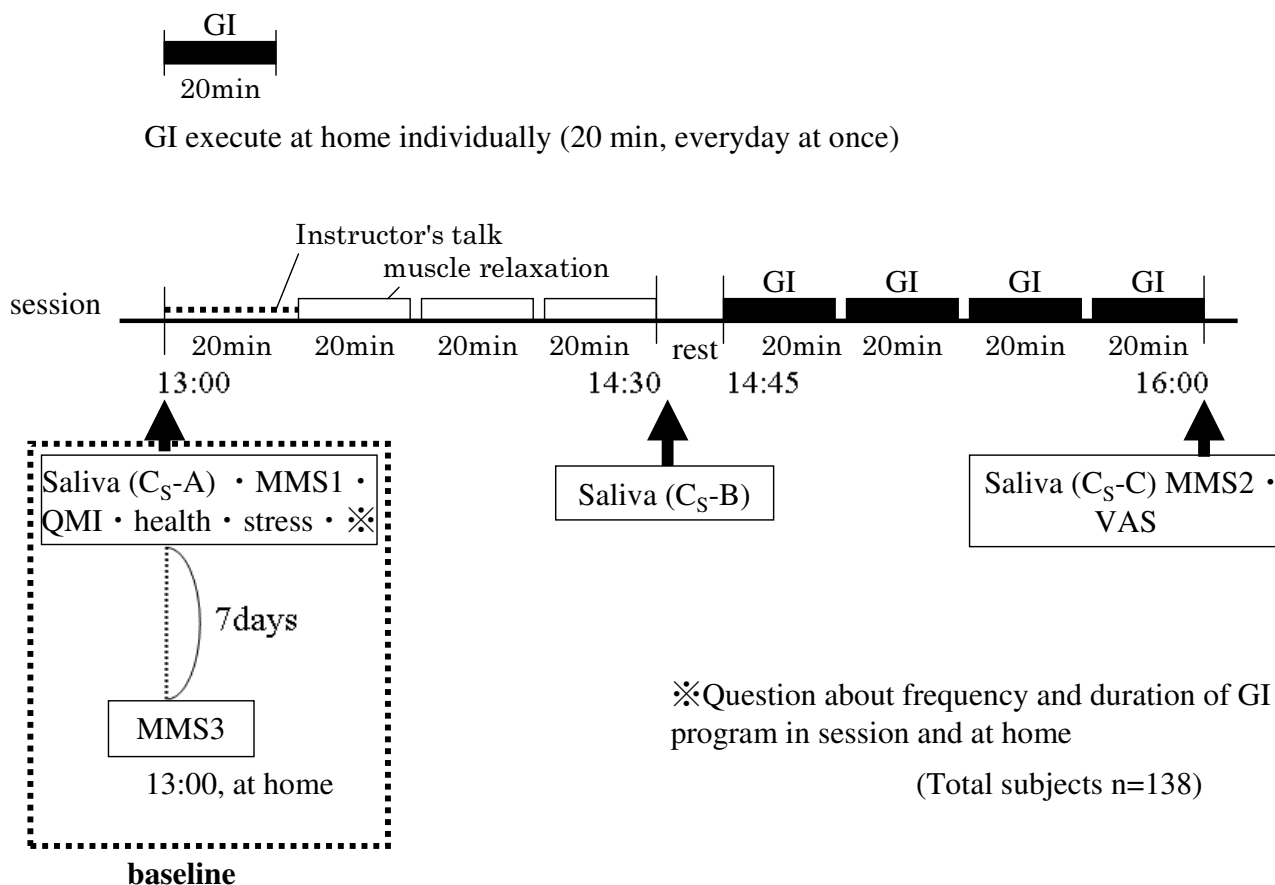 GI
20min
GI execute at home individually (20 min, everyday at once)
Instructor's talk
muscle relaxation
session
GI GI GI GI
20min 20min 20min 20min rest 20min 20min 20min 20min
13:00 14:30 14:45 16:00
Saliva (CS-A) ・ MMS1 ・
QMI・health・stress・※
Saliva (CS-B)
Saliva (CS-C) MMS2・
VAS
7days
MMS3
13:00, at home
baseline
※Question about frequency and duration of GI
program in session and at home
(Total subjects n=138)